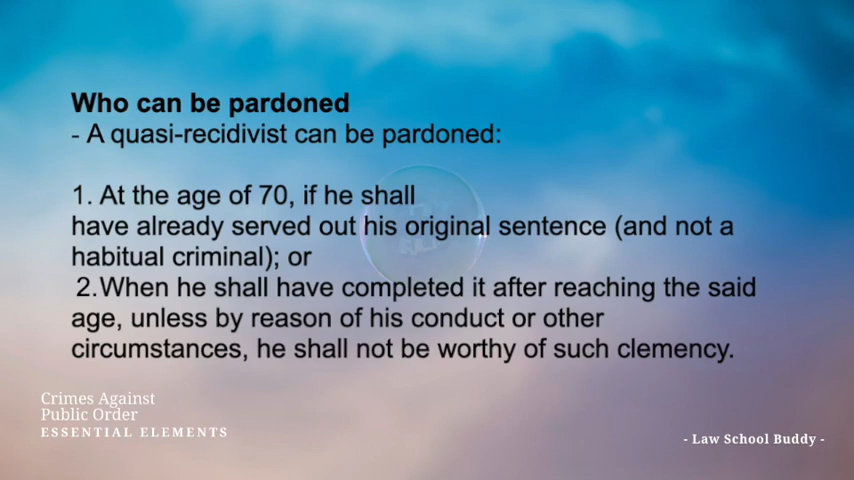 Who can be pardoned
- A quasi-recidivist can be pardoned:
1. At the age of 70, if he shall
have already served out his original sentence (and not a
habitual criminal); or
2.When he shall have completed it after reaching the said
age, unless by reason of his conduct or other
circumstances, he shall not be worthy of such clemency.
Crimes Against
Public Order
ESSENTIAL ELEMENTS
- Law School Buddy -